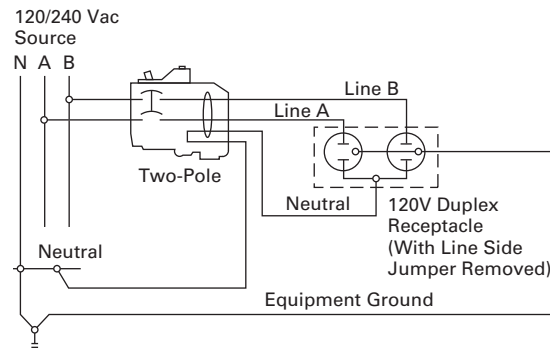 120/240 Vac
Source
N A B
Line B
Line A
Two-Pole
Neutral
120V Duplex
Receptacle
(With Line Side
Jumper Removed)
Neutral
Equipment Ground